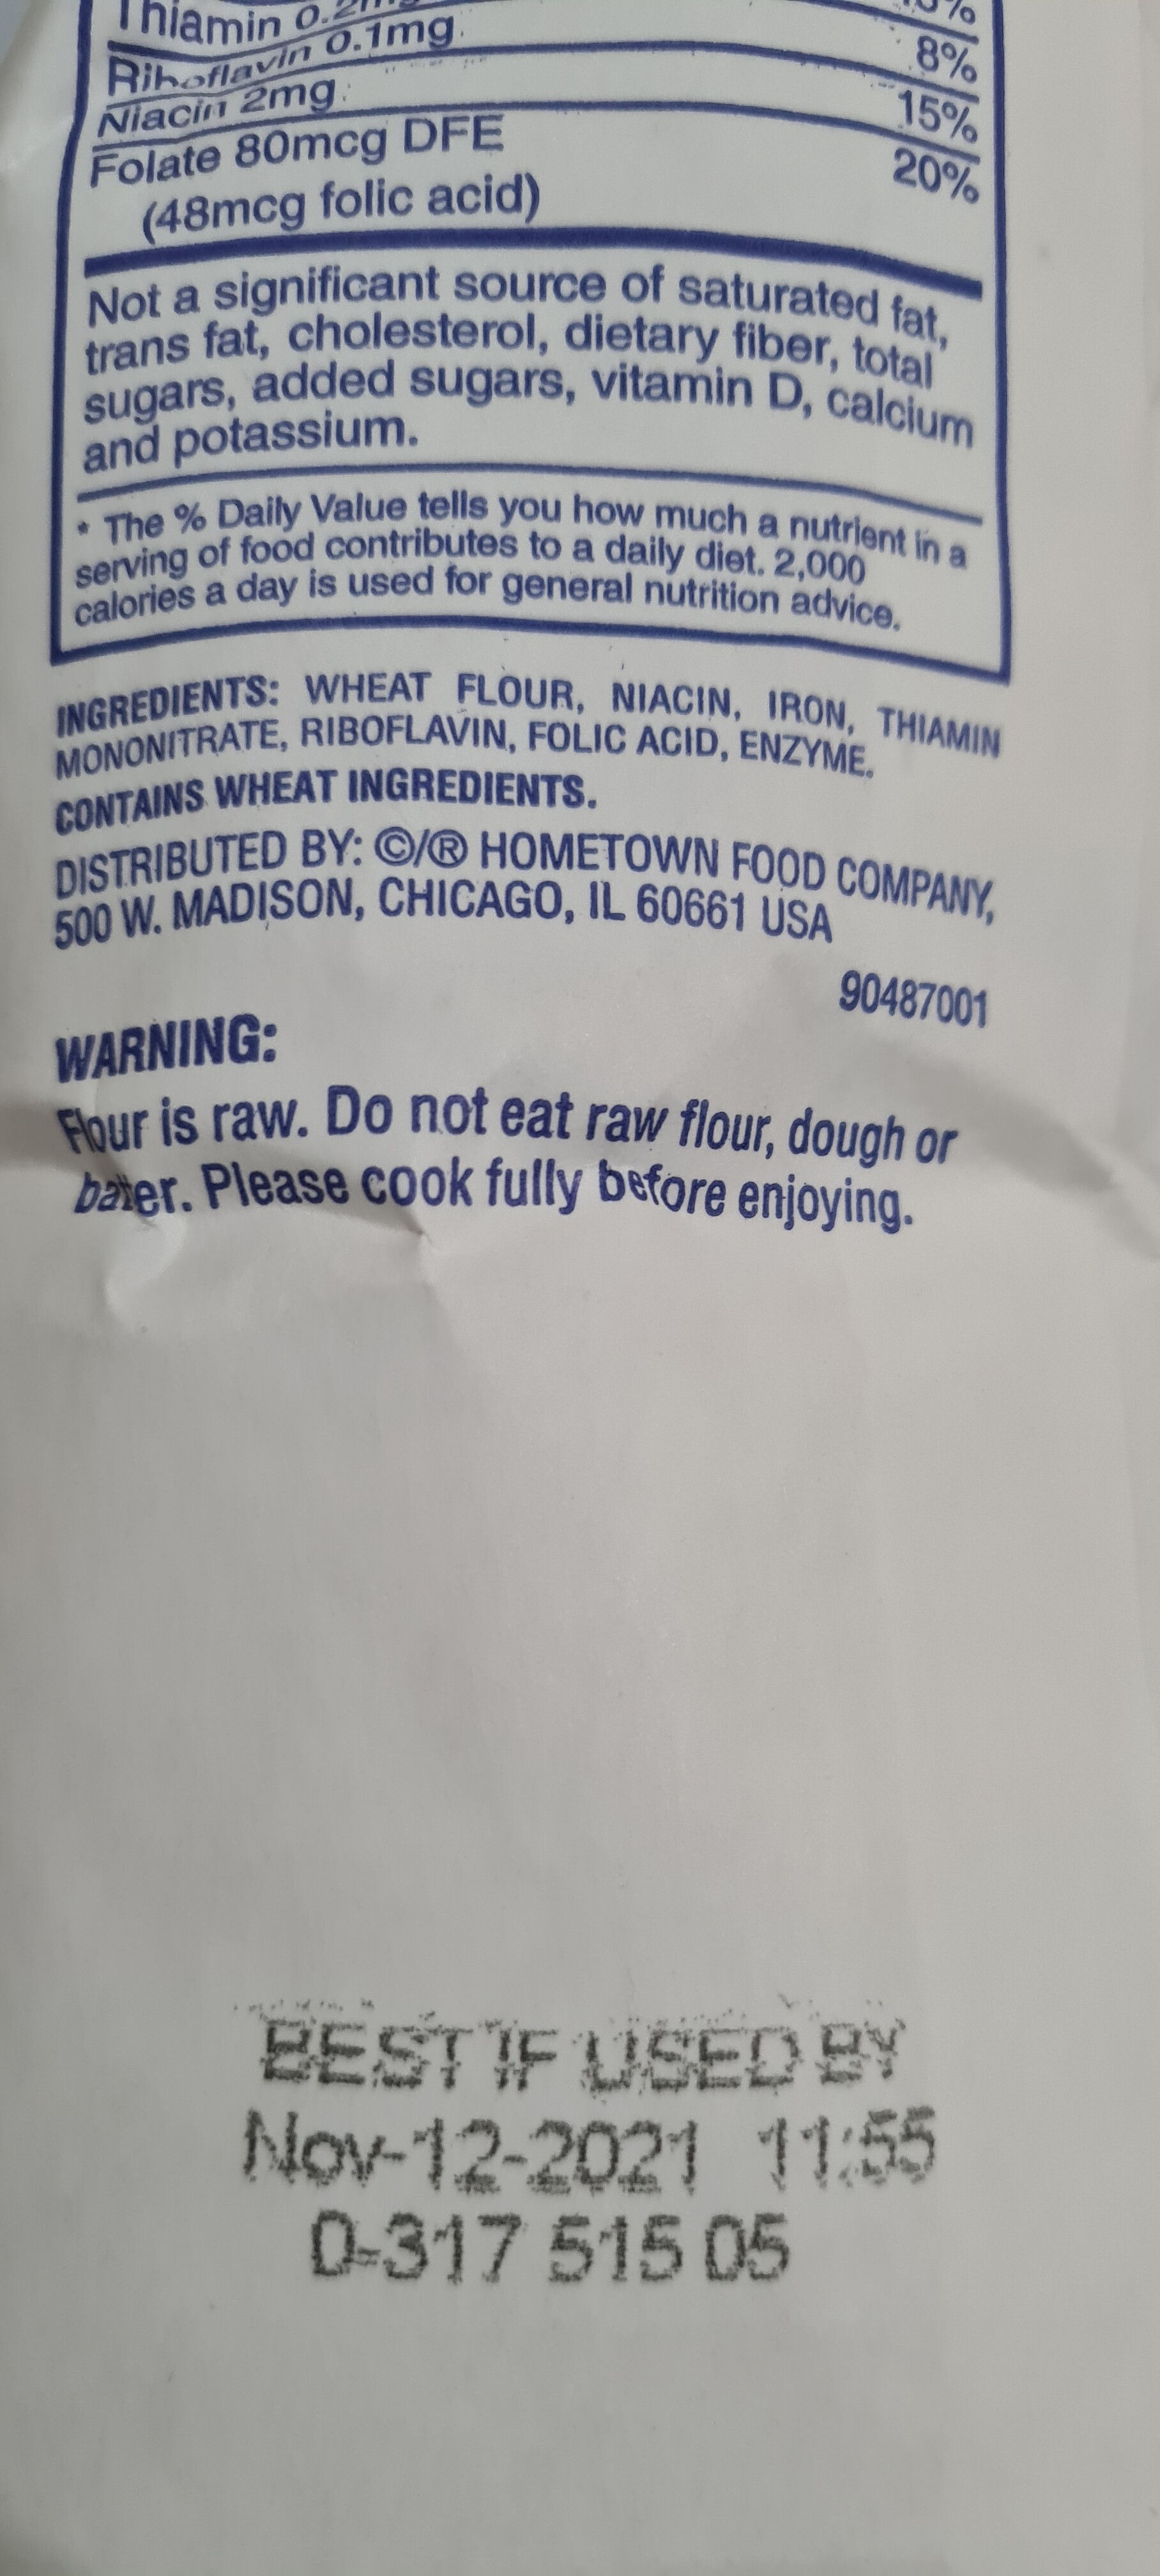 Thiamin 0.2mg
Riboflavin 0.1mg 8%
Niacin 2mg 15%
Folate 80mcg DFE 20%
(48mcg folic acid)
Not a significant source of saturated fat,
trans fat, cholesterol, dietary fiber, total
sugars, added sugars, vitamin D, calcium
and potassium.
* The % Daily Value tells you how much a nutrient in a
serving of food contributes to a daily diet. 2,000
calories a day is used for general nutrition advice.
INGREDIENTS: WHEAT FLOUR, NIACIN, IRON, THIAMIN
MONONITRATE, RIBOFLAVIN, FOLIC ACID, ENZYME.
CONTAINS WHEAT INGREDIENTS.
DISTRIBUTED BY: ©/® HOMETOWN FOOD COMPANY,
500 W. MADISON, CHICAGO, IL 60661 USA
90487001
WARNING:
Flour is raw. Do not eat raw flour, dough or
batter. Please cook fully before enjoying.
BEST IF USED BY
Nov-12-2021 11:55
0-317 515 05